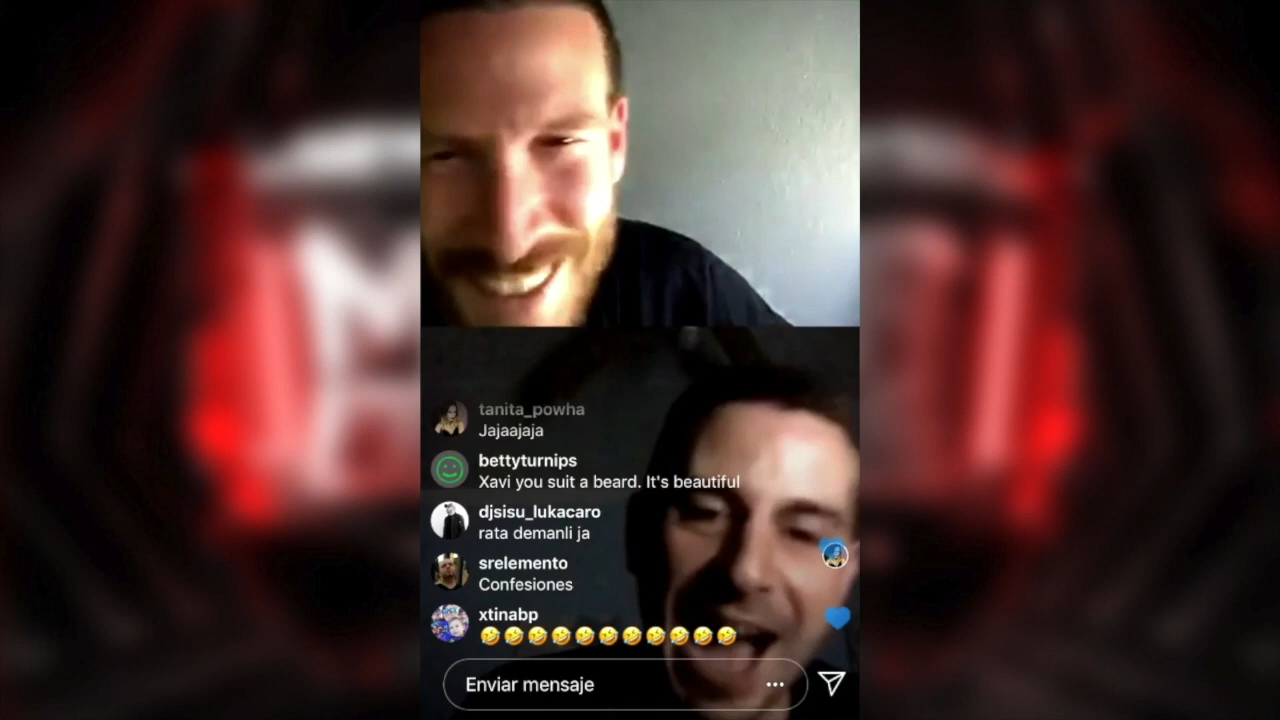 tanita_powha
Jajaajaja
bettyturnips
Xavi you suit a beard. It's beautiful
djsisu_lukacaro
rata demanli ja
srelemento
Confesiones
xtinabp
🤣🤣🤣🤣🤣🤣🤣🤣🤣🤣🤣
Enviar mensaje